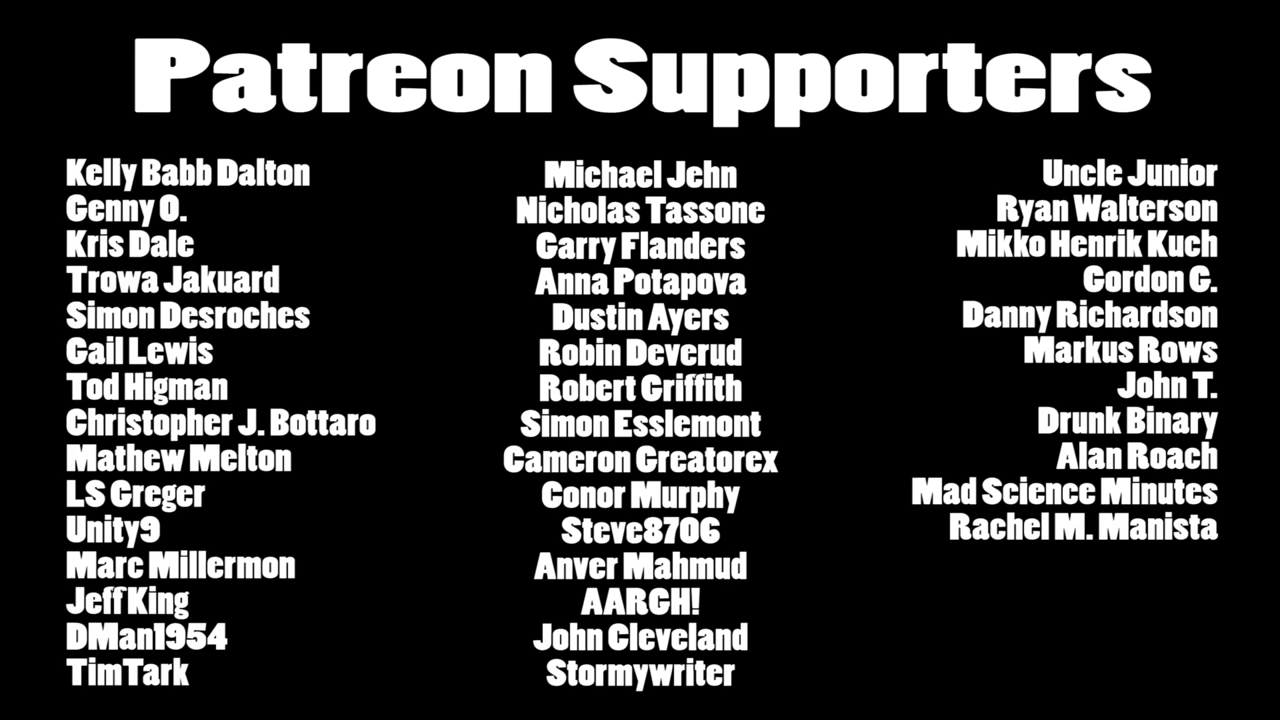 Patreon Supporters
Kelly Babb Dalton
Genny O.
Kris Dale
Trowa Jakuard
Simon Desroches
Gail Lewis
Tod Higman
Christopher J. Bottaro
Mathew Melton
LS Greger
Unity9
Marc Millermon
Jeff King
DMan1954
TimTark
Michael Jehn
Nicholas Tassone
Garry Flanders
Anna Potapova
Dustin Ayers
Robin Deverud
Robert Griffith
Simon Esslemont
Cameron Greatorex
Conor Murphy
Steve8706
Anver Mahmud
AARGH!
John Cleveland
Stormywriter
Uncle Junior
Ryan Walterson
Mikko Henrik Kuch
Gordon G.
Danny Richardson
Markus Rows
John T.
Drunk Binary
Alan Roach
Mad Science Minutes
Rachel M. Manista